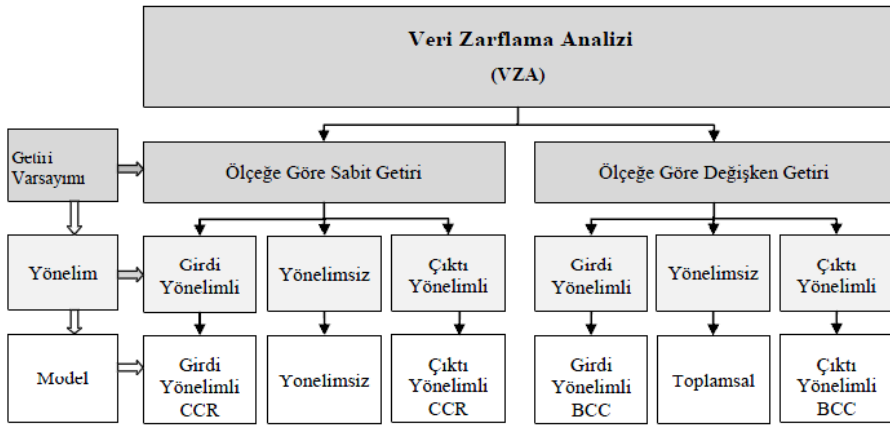 Veri Zarflama Analizi
(VZA)
Getiri
Varsayımı
Ölçeğe Göre Sabit Getiri
Ölçeğe Göre Değişken Getiri
Yönelim
Girdi
Yönelimli
Yönelimsiz
Çıktı
Yönelimli
Girdi
Yönelimli
Yönelimsiz
Çıktı
Yönelimli
Model
Girdi
Yönelimli
CCR
Yonelimsiz
Çıktı
Yönelimli
CCR
Girdi
Yönelimli
BCC
Toplamsal
Çıktı
Yönelimli
BCC